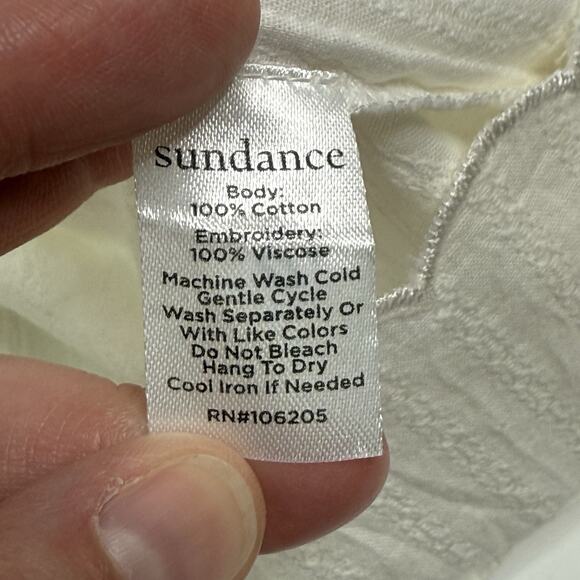 sundance
Body:
100% Cotton
Embroidery:
100% Viscose
Machine Wash Cold
Gentle Cycle
Wash Separately Or
With Like Colors
Do Not Bleach
Hang To Dry
Cool Iron If Needed
RN#106205